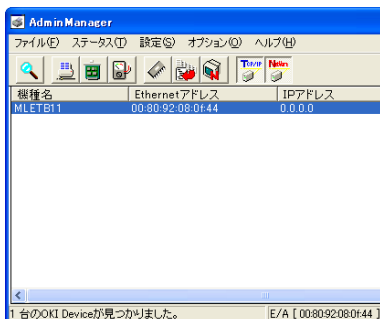 AdminManager
ファイル(F) ステータス(T) 設定(S) オプション(O) ヘルプ(H)
TCP/IP
機種名 Ethernetアドレス IPアドレス
MLETB11 00:80:92:08:0f:44 0.0.0.0
1 台のOKI Deviceが見つかりました。 E/A [ 00:80:92:08:0f:44 ]